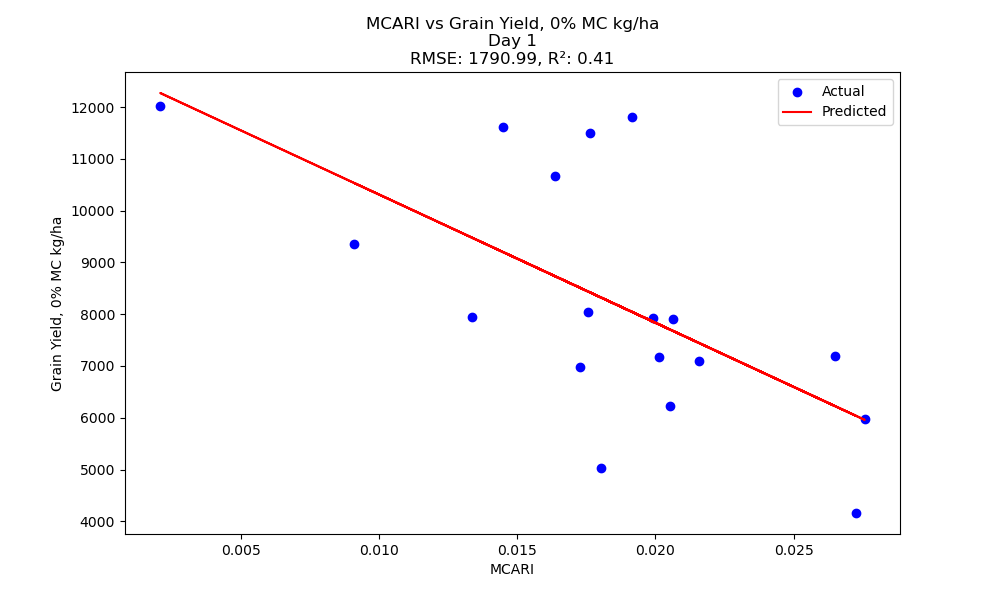 MCARI vs Grain Yield, 0% MC kg/ha
Day 1
RMSE: 1790.99, R²: 0.41
Actual
Predicted
12000
11000
10000
9000
8000
7000
6000
5000
4000
Grain Yield, 0% MC kg/ha
0.005 0.010 0.015 0.020 0.025
MCARI